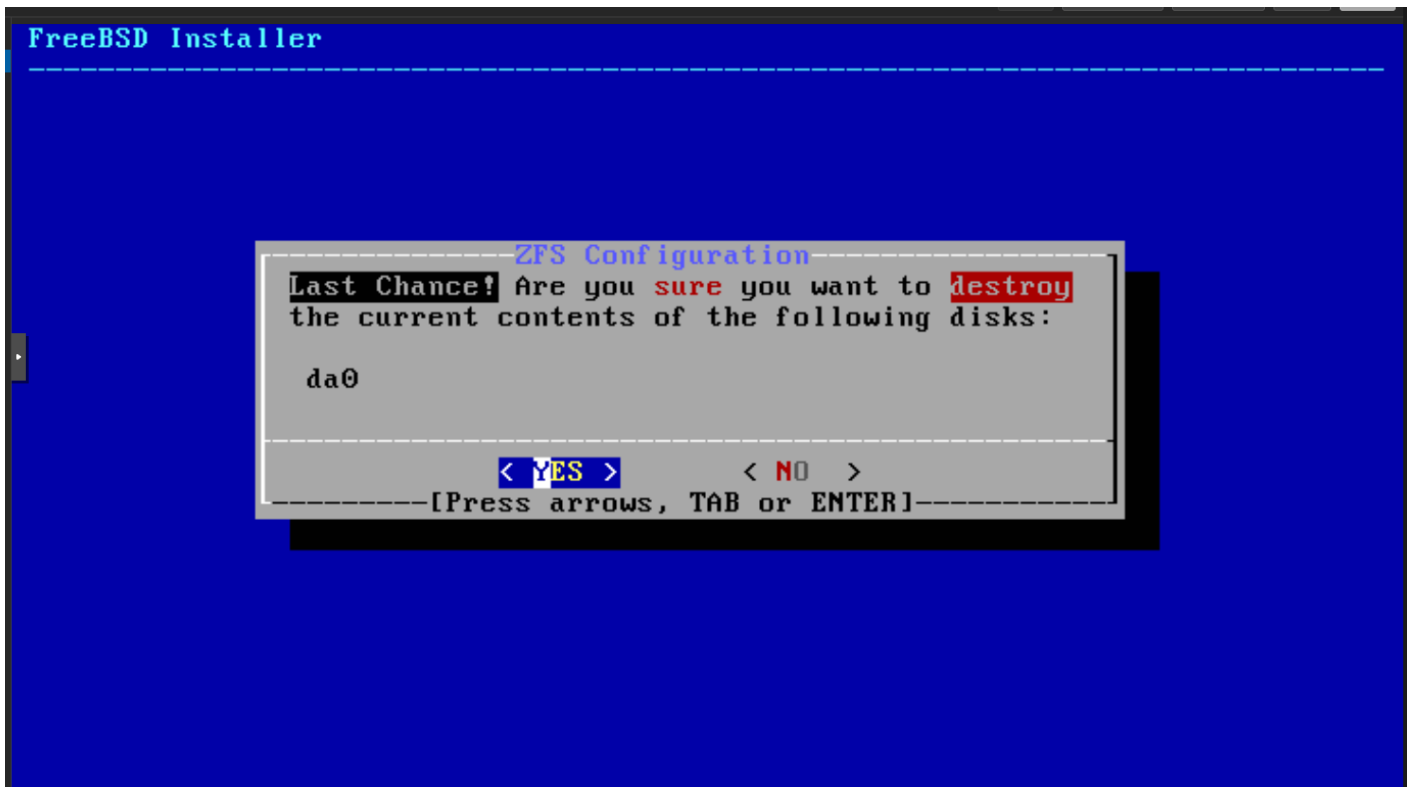 FreeBSD Installer
ZFS Configuration
Last Chance! Are you sure you want to destroy
the current contents of the following disks:
da0
< YES > < NO >
[Press arrows, TAB or ENTER]